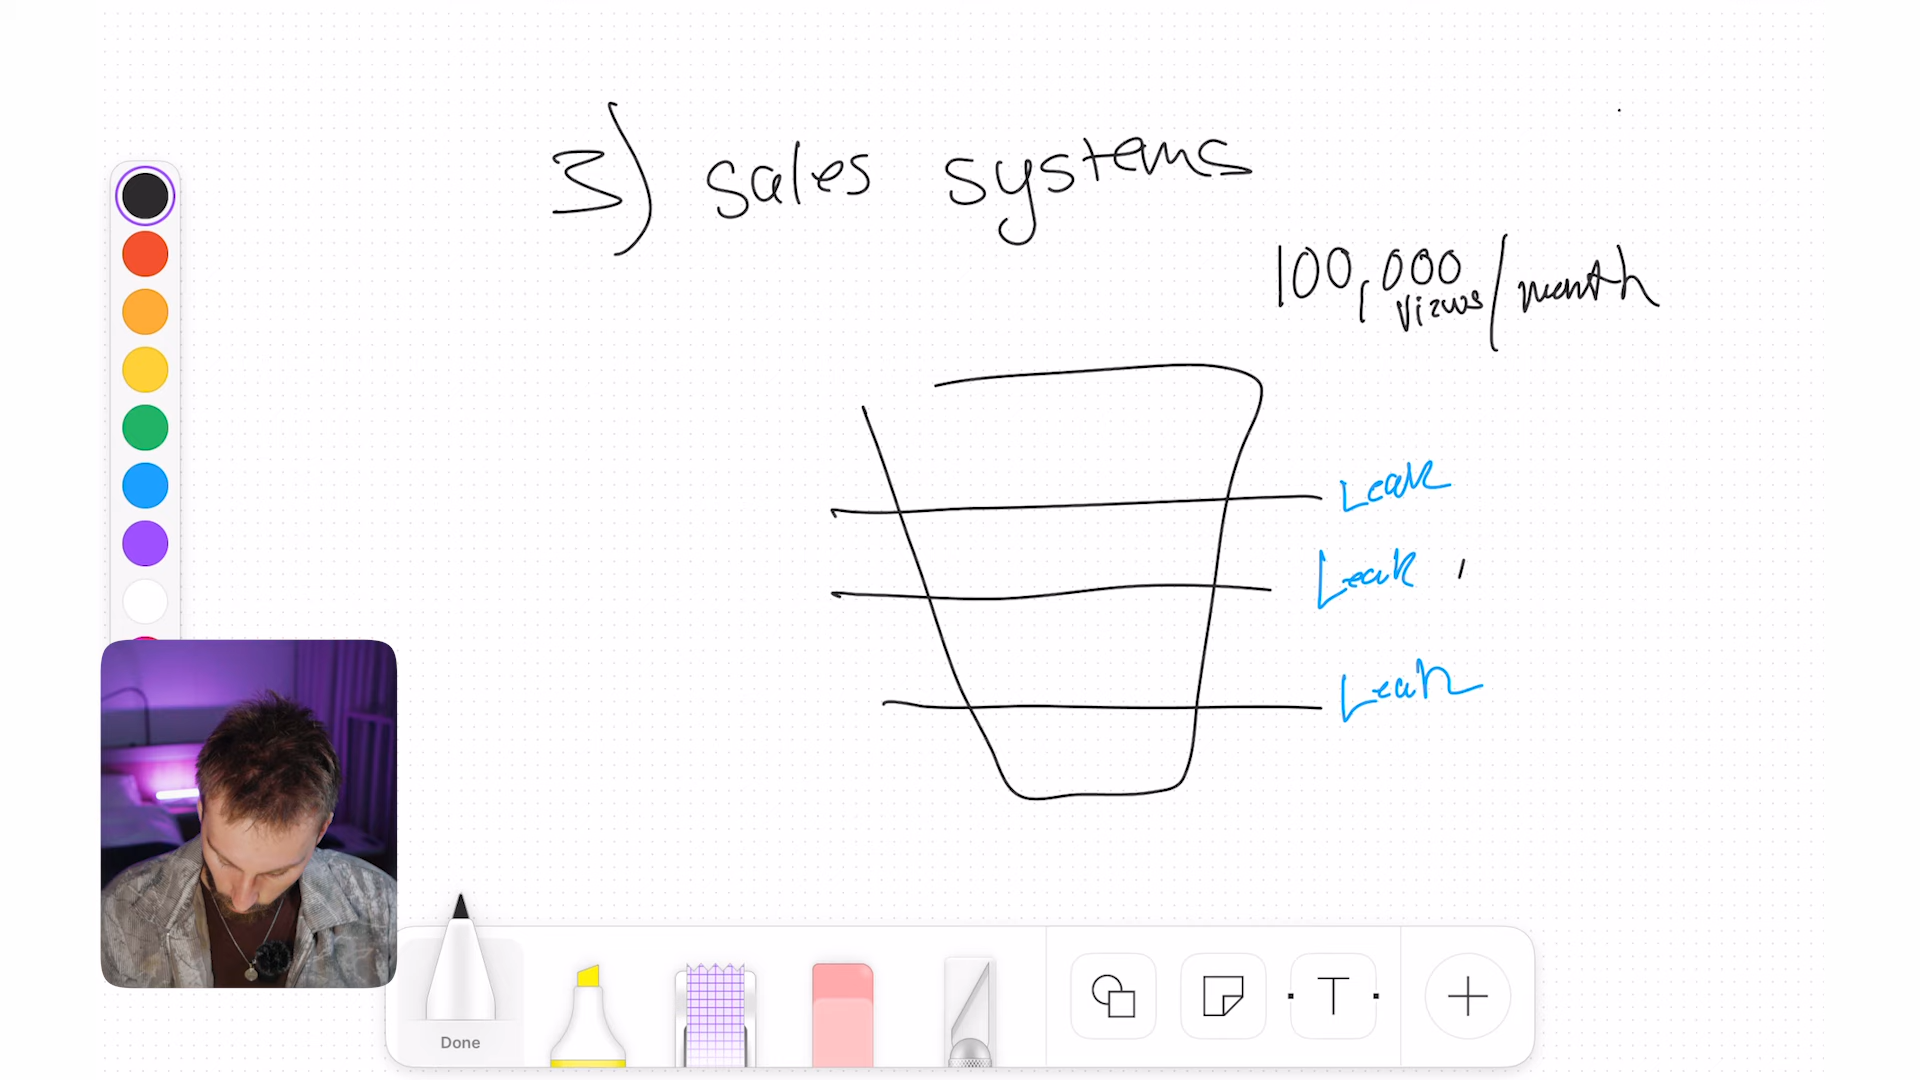 3) sales systems
100,000 views/month
Leak
Leak
Leak
Done
T